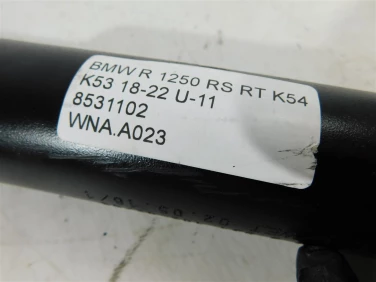 BMW R 1250 RS RT K54
K53 18-22 U-11
8531102
WNA.A023